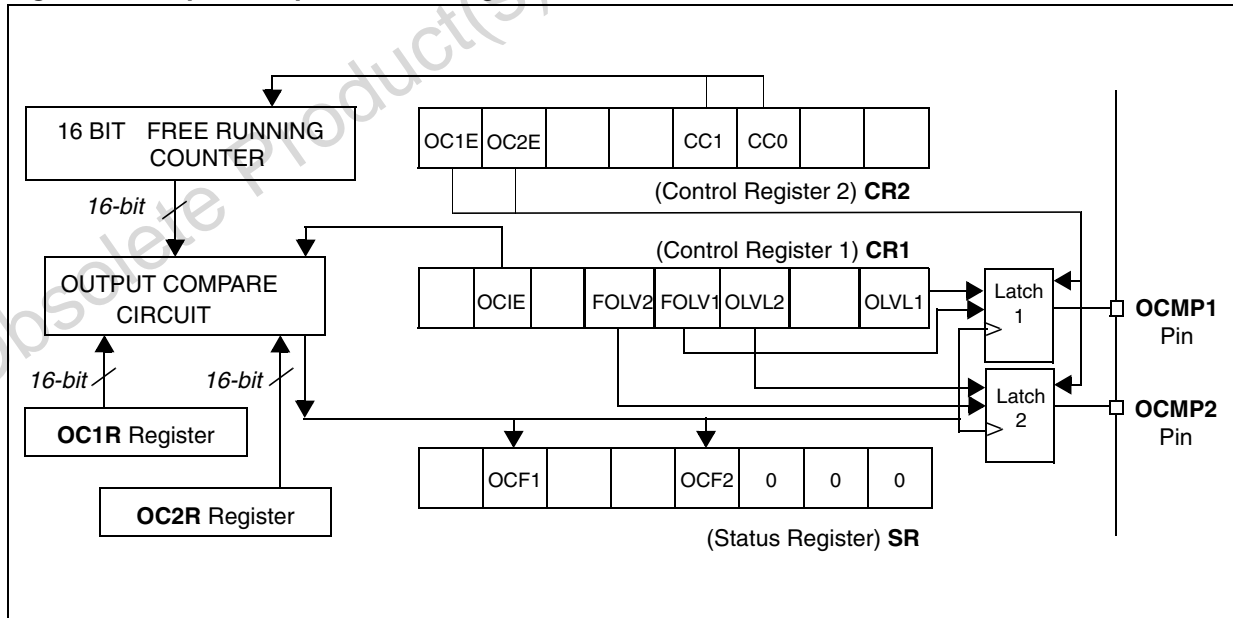 Obsolete Product(s)
16 BIT FREE RUNNING
COUNTER
16-bit
OC1E OC2E CC1 CC0
(Control Register 2) CR2
(Control Register 1) CR1
OUTPUT COMPARE
CIRCUIT
OCIE FOLV2 FOLV1 OLVL2 OLVL1
Latch
1
OCMP1
Pin
16-bit
16-bit
OC1R Register
Latch
2
OCMP2
Pin
OCF1 OCF2 0 0 0
OC2R Register
(Status Register) SR